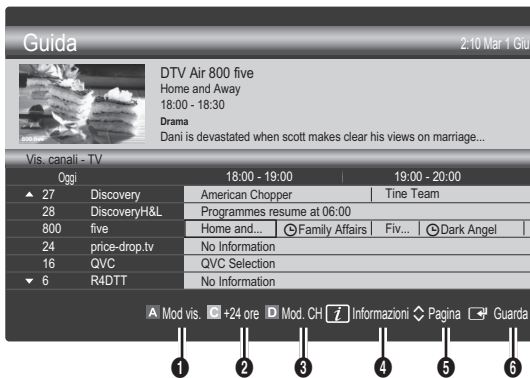 Guida
2:10 Mar 1 Giu
DTV Air 800 five
Home and Away
18:00 - 18:30
Drama
Dani is devastated when scott makes clear his views on marriage...
800 five
Vis. canali - TV
Oggi 18:00 - 19:00 19:00 - 20:00
▲ 27 Discovery American Chopper Tine Team
28 DiscoveryH&L Programmes resume at 06:00
800 five Home and... Family Affairs Fiv... Dark Angel
24 price-drop.tv No Information
16 QVC QVC Selection
▼ 6 R4DTT No Information
A Mod vis. C +24 ore D Mod. CH i Informazioni Pagina Guarda
1 2 3 4 5 6